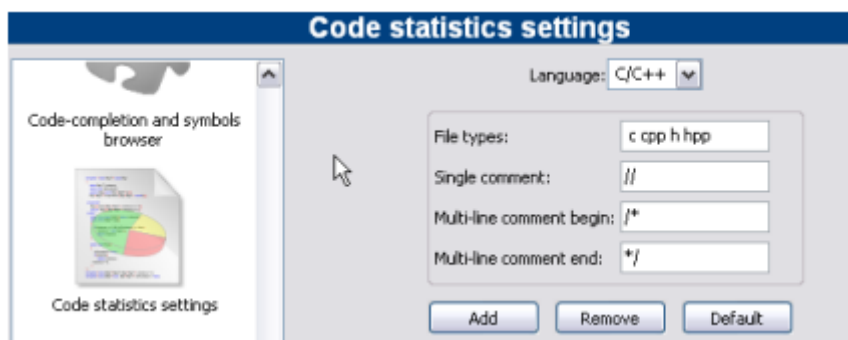 Code statistics settings
Language: C/C++
Code-completion and symbols
browser
File types: c cpp h hpp
Single comment: //
Multi-line comment begin: /*
Multi-line comment end: */
Code statistics settings
Add Remove Default